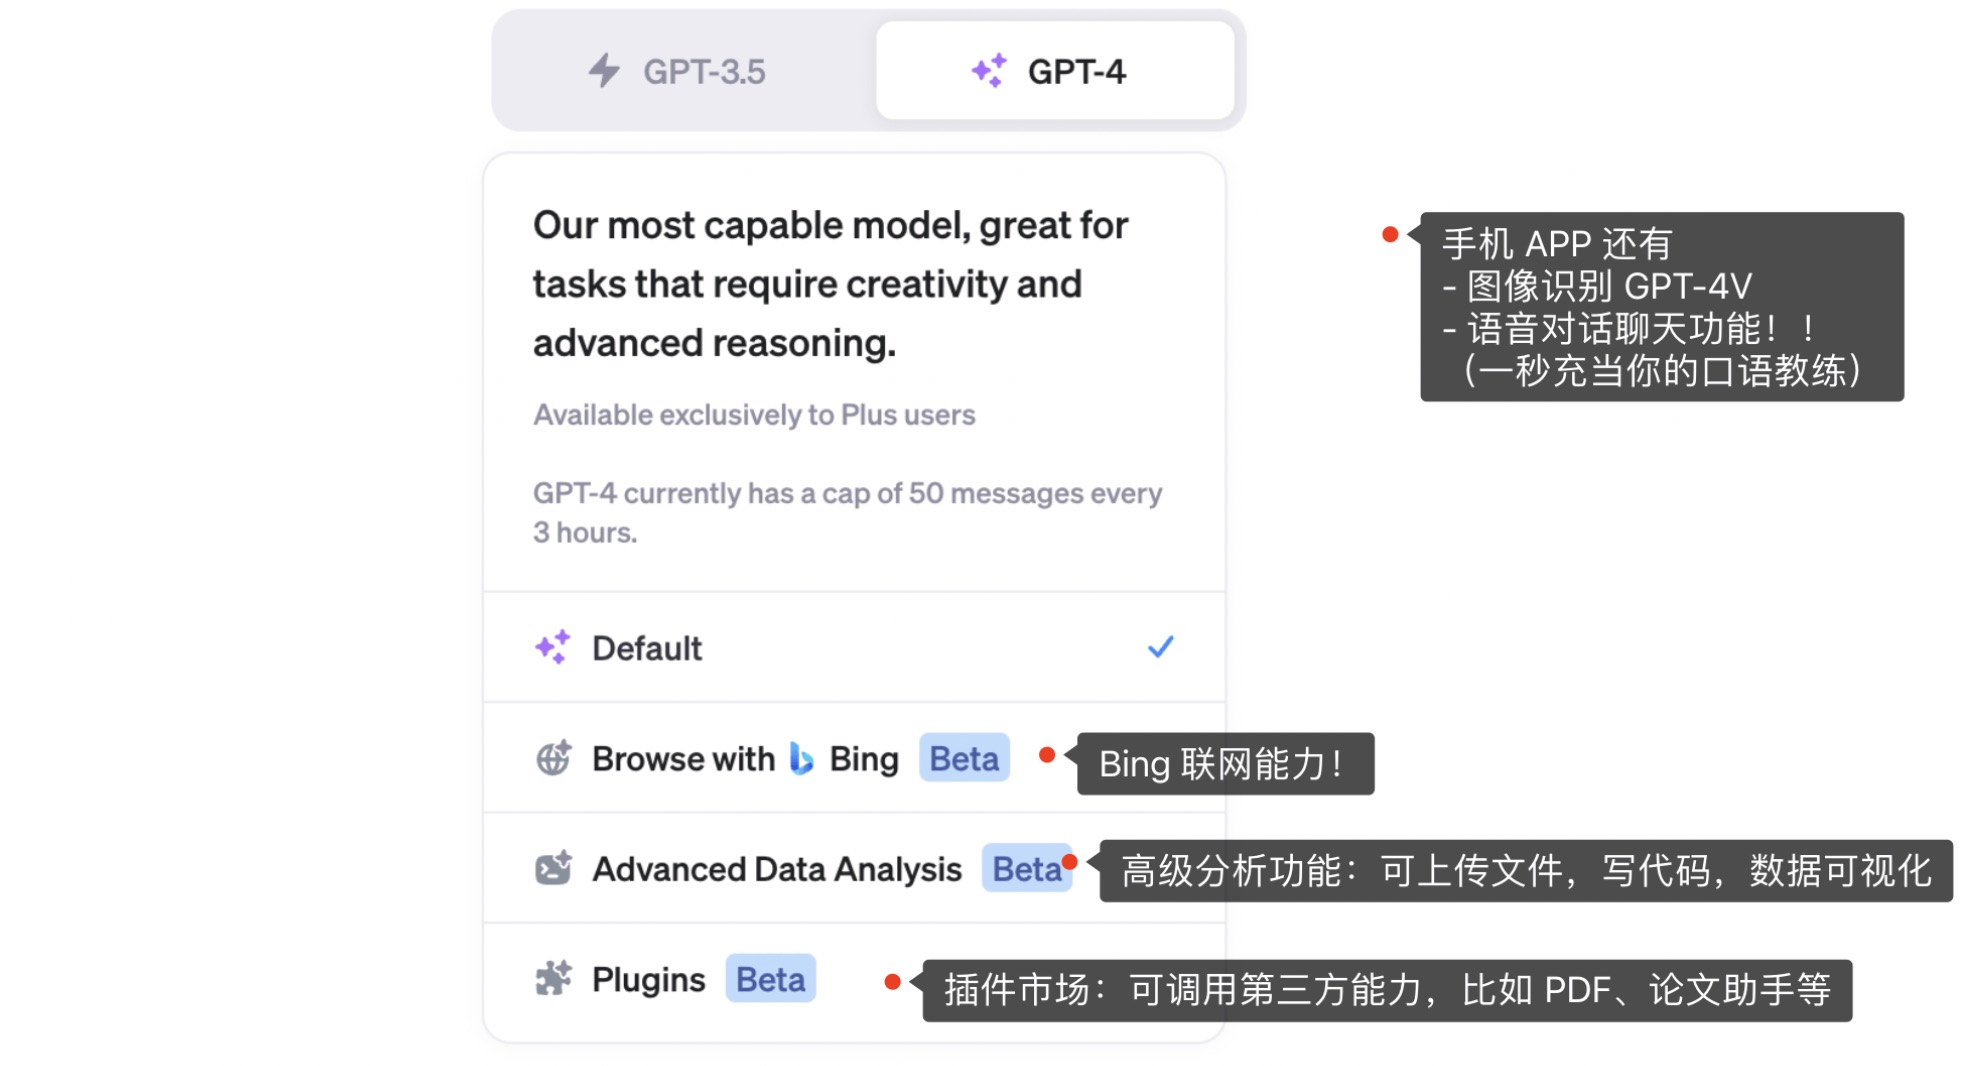 GPT-3.5
GPT-4
Our most capable model, great for
tasks that require creativity and
advanced reasoning.
Available exclusively to Plus users
GPT-4 currently has a cap of 50 messages every
3 hours.
手机 APP 还有
- 图像识别 GPT-4V
- 语音对话聊天功能！！
（一秒充当你的口语教练）
Default
Browse with Bing Beta
Bing 联网能力！
Advanced Data Analysis Beta
高级分析功能：可上传文件，写代码，数据可视化
Plugins Beta
插件市场：可调用第三方能力，比如 PDF、论文助手等